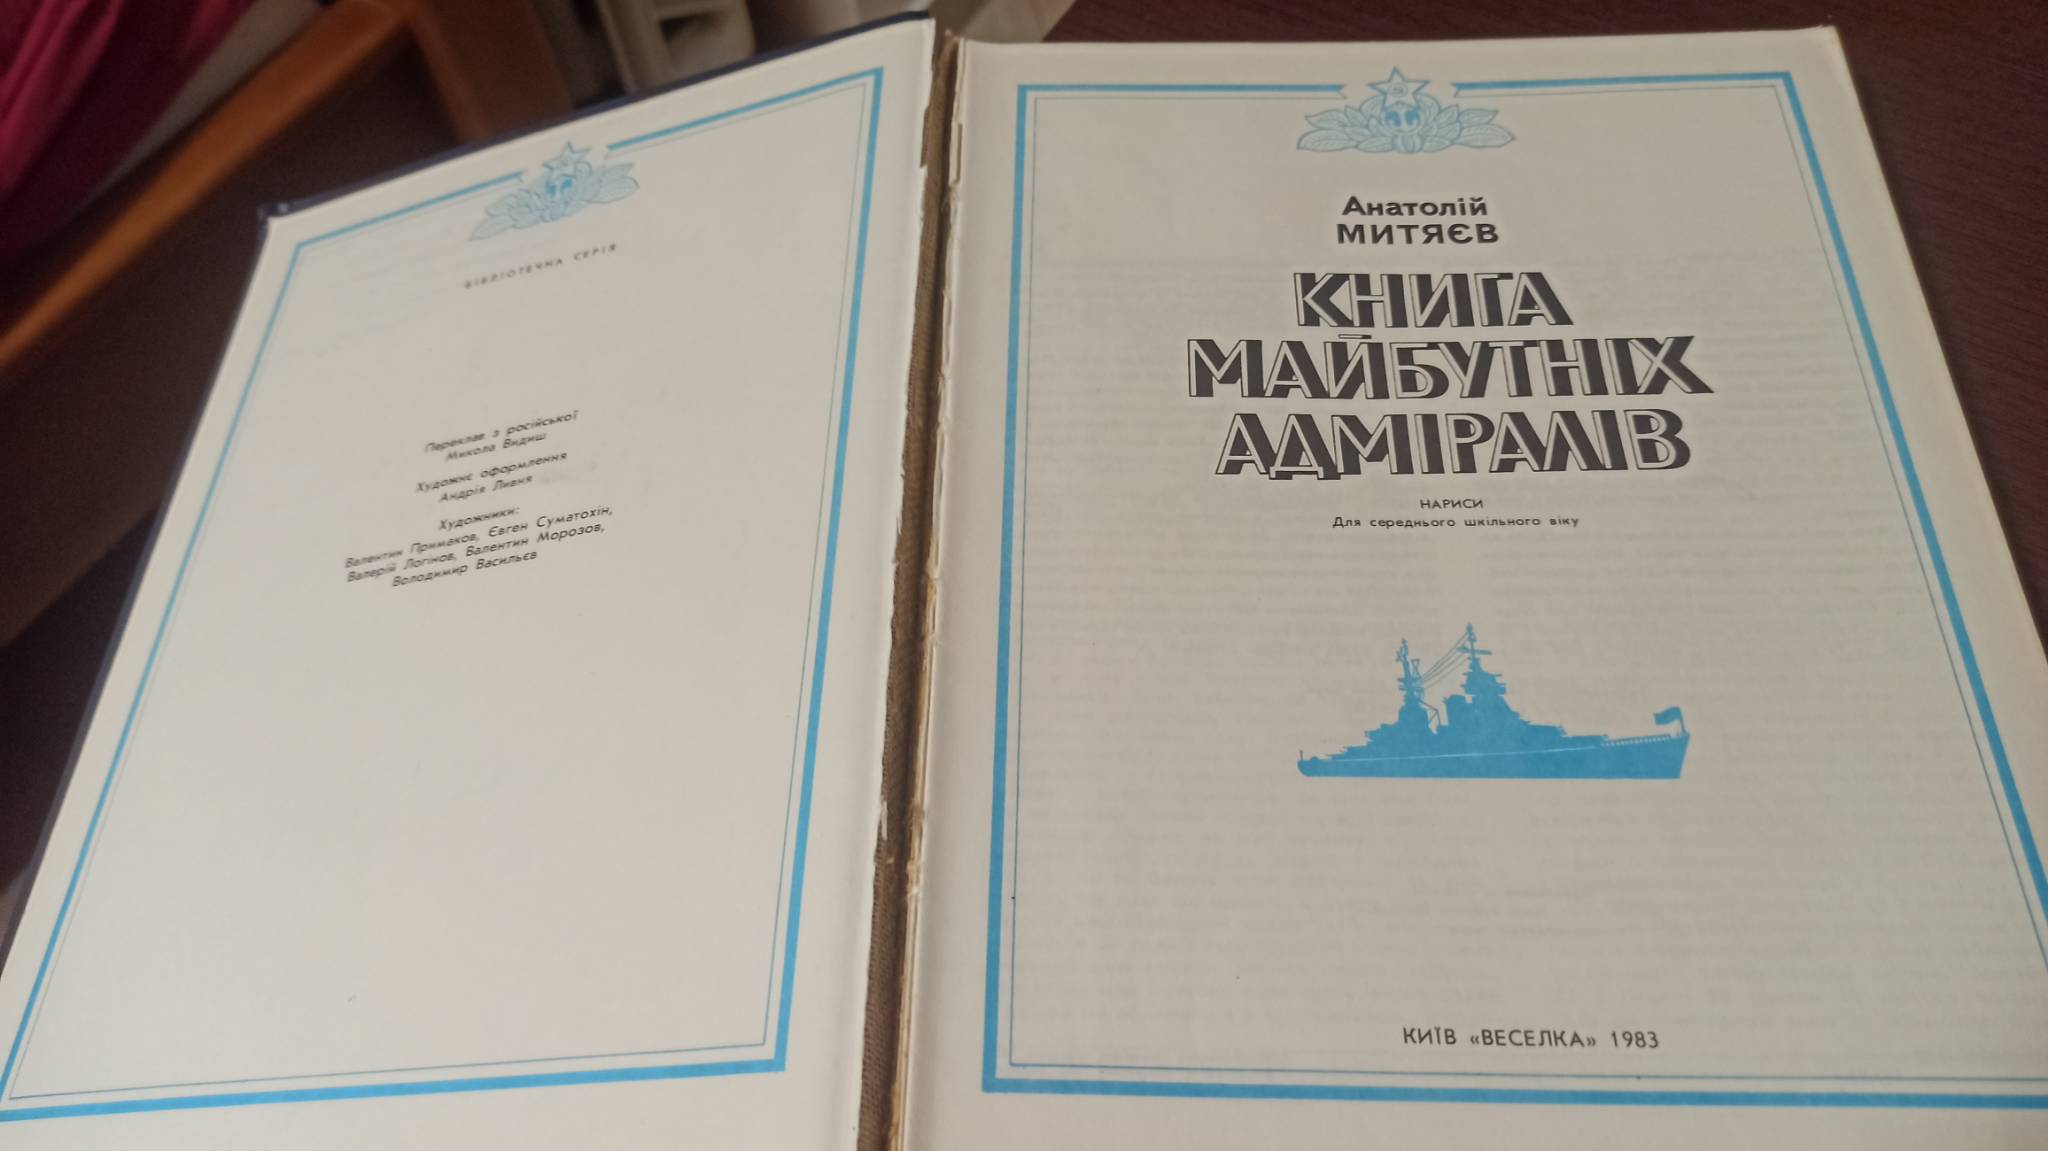 БІБЛІОТЕЧНА СЕРІЯ
Переклав з російської
Микола Видиш
Художнє оформлення
Андрія Ливня
Художники:
Валентин Примаков, Євген Суматохін,
Валерій Логінов, Валентин Морозов,
Володимир Васильєв
Анатолій
МИТЯЄВ
КНИГА
МАЙБУТНІХ
АДМІРАЛІВ
НАРИСИ
Для середнього шкільного віку
КИЇВ «ВЕСЕЛКА» 1983